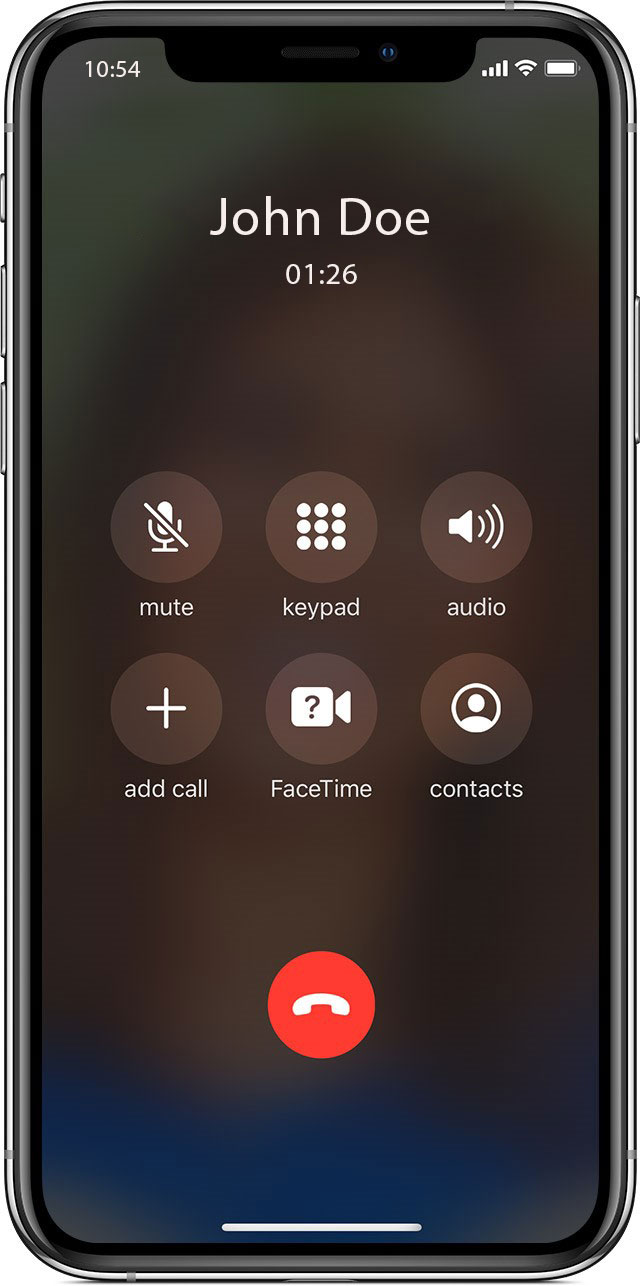 10:54
John Doe
01:26
mute keypad audio
?
add call FaceTime contacts